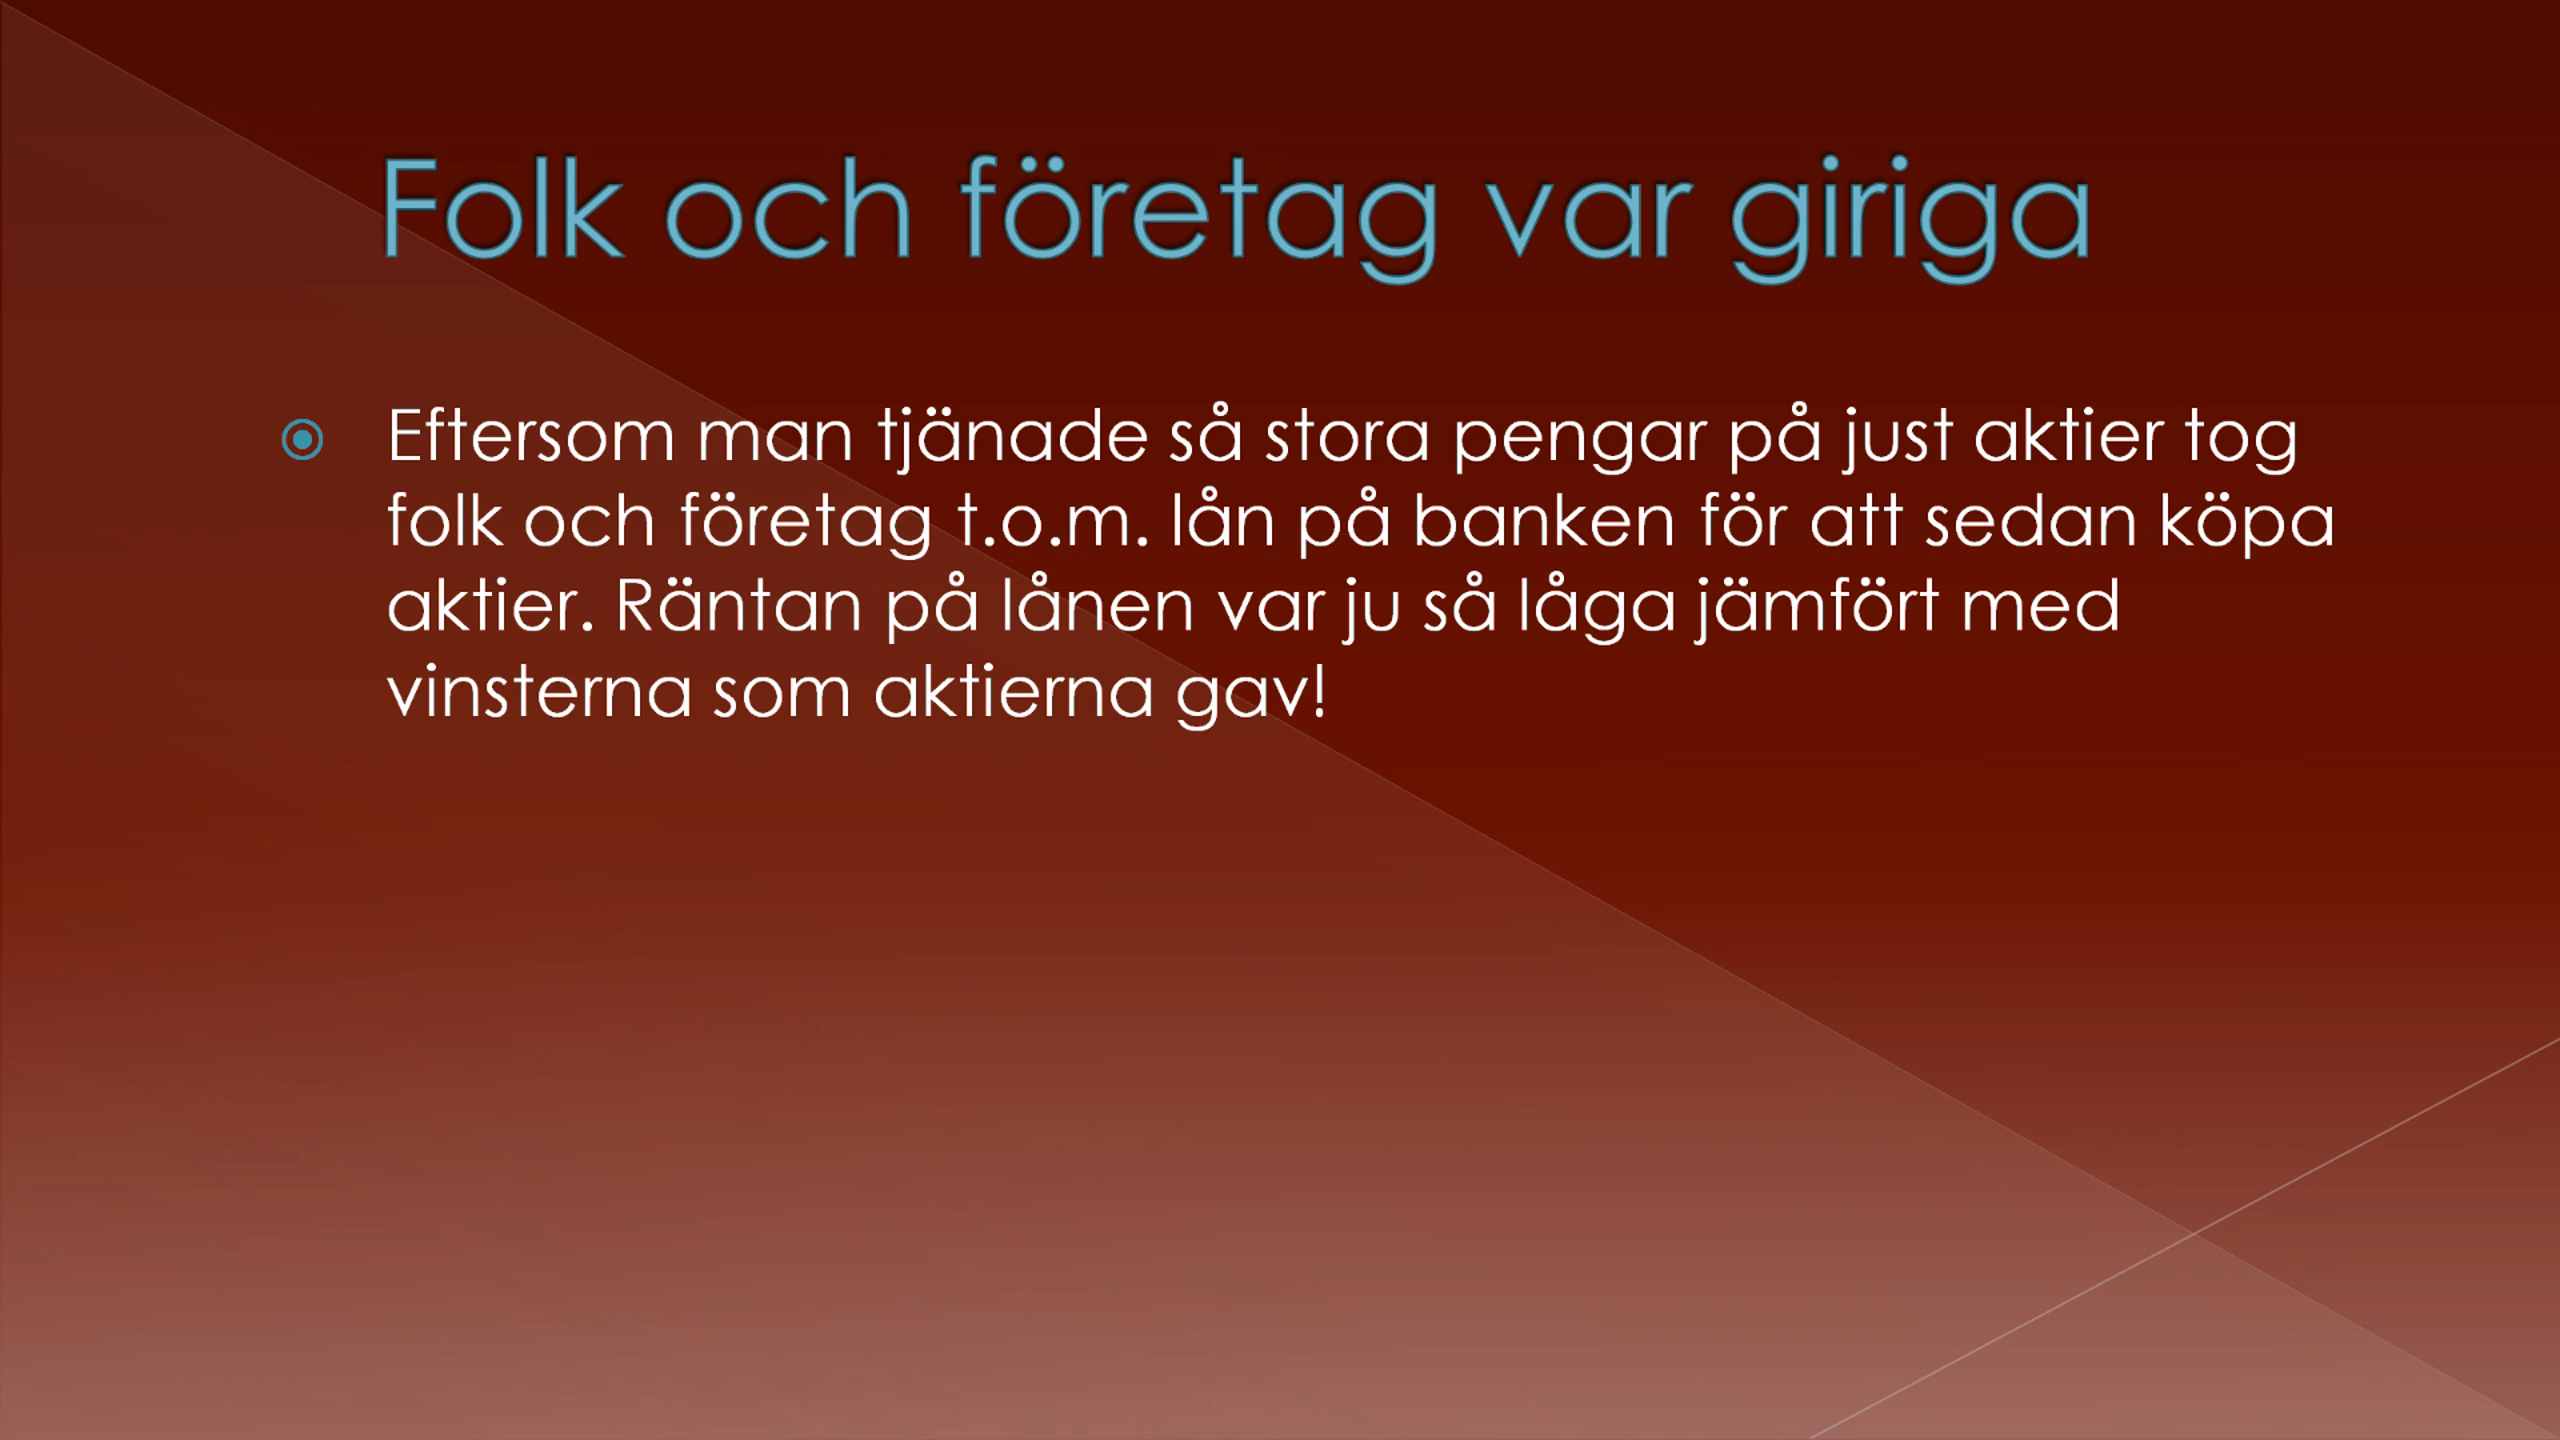 Folk och företag var giriga
Eftersom man tjänade så stora pengar på just aktier tog
folk och företag t.o.m. lån på banken för att sedan köpa
aktier. Räntan på lånen var ju så låga jämfört med
vinsterna som aktierna gav!